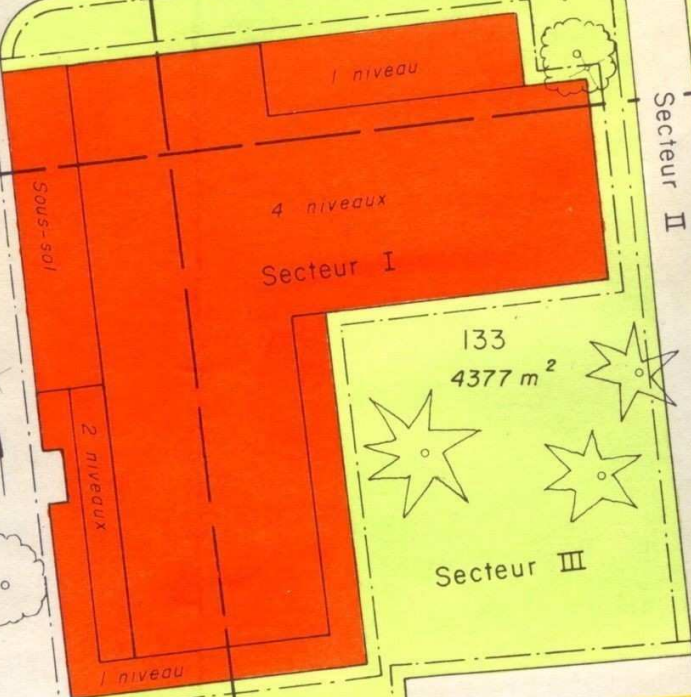 1 niveau
Secteur II
Sous-sol
4 niveaux
Secteur I
133
4377 m²
2 niveaux
Secteur III
1 niveau